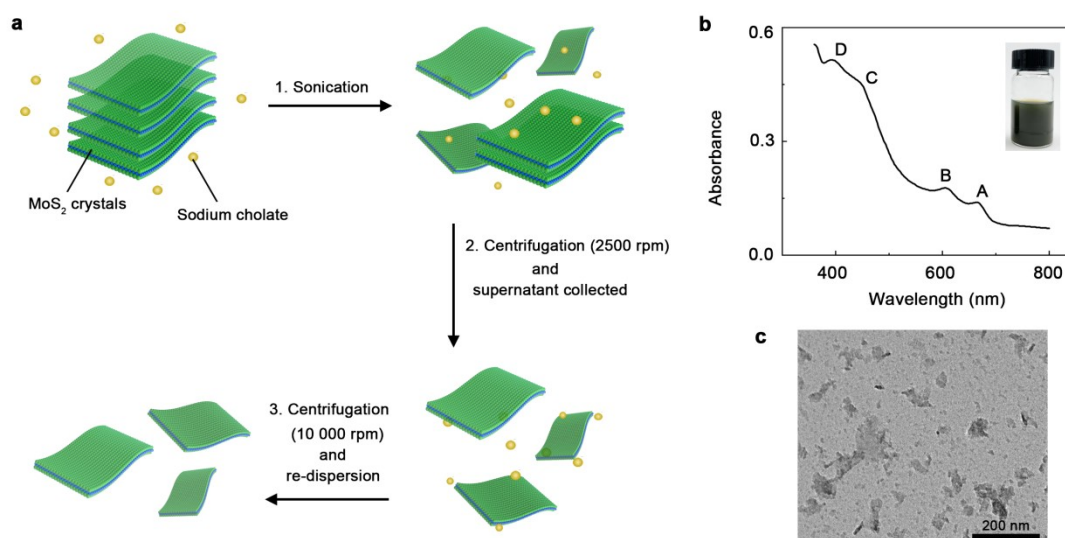 a
1. Sonication
MoS₂ crystals
Sodium cholate
2. Centrifugation (2500 rpm)
and
supernatant collected
3. Centrifugation
(10 000 rpm)
and
re-dispersion
b
0.6
0.3
0.0
Absorbance
D
C
B
A
400
600
800
Wavelength (nm)
c
200 nm